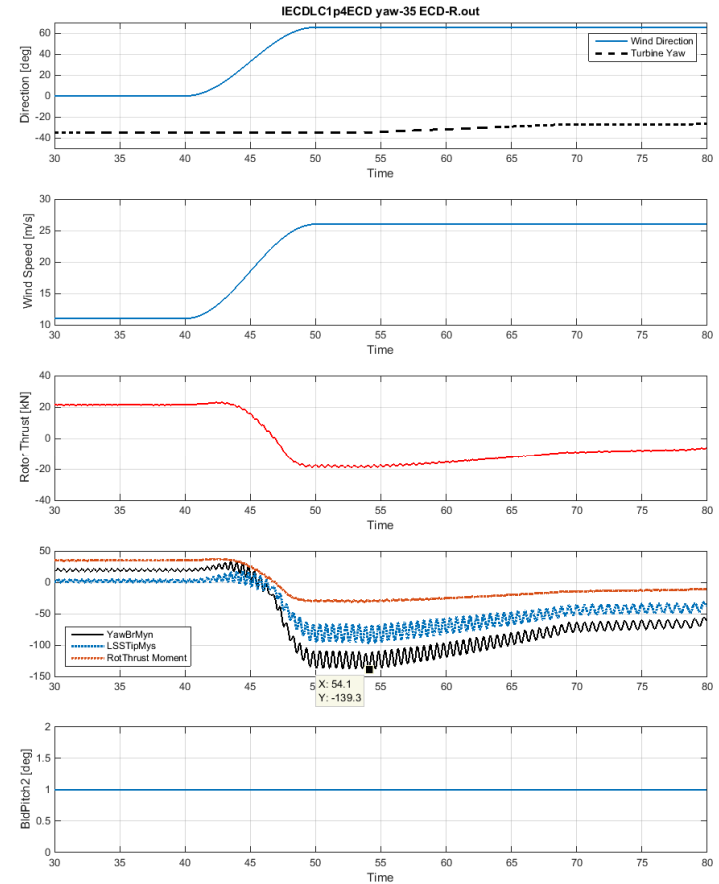 IECDLC1p4ECD yaw-35 ECD-R.out
Direction [deg]
60
40
20
0
-20
-40
Wind Direction
Turbine Yaw
30 35 40 45 50 55 60 65 70 75 80
Time
Wind Speed [m/s]
30
25
20
15
10
30 35 40 45 50 55 60 65 70 75 80
Time
Rotor Thrust [kN]
40
20
0
-20
-40
30 35 40 45 50 55 60 65 70 75 80
Time
50
0
-50
-100
-150
YawBrMyn
LSSTipMys
RotThrust Moment
X: 54.1
Y: -139.3
30 35 40 45 5 60 65 70 75 80
Time
BldPitch2 [deg]
2
1.5
1
0.5
0
30 35 40 45 50 55 60 65 70 75 80
Time